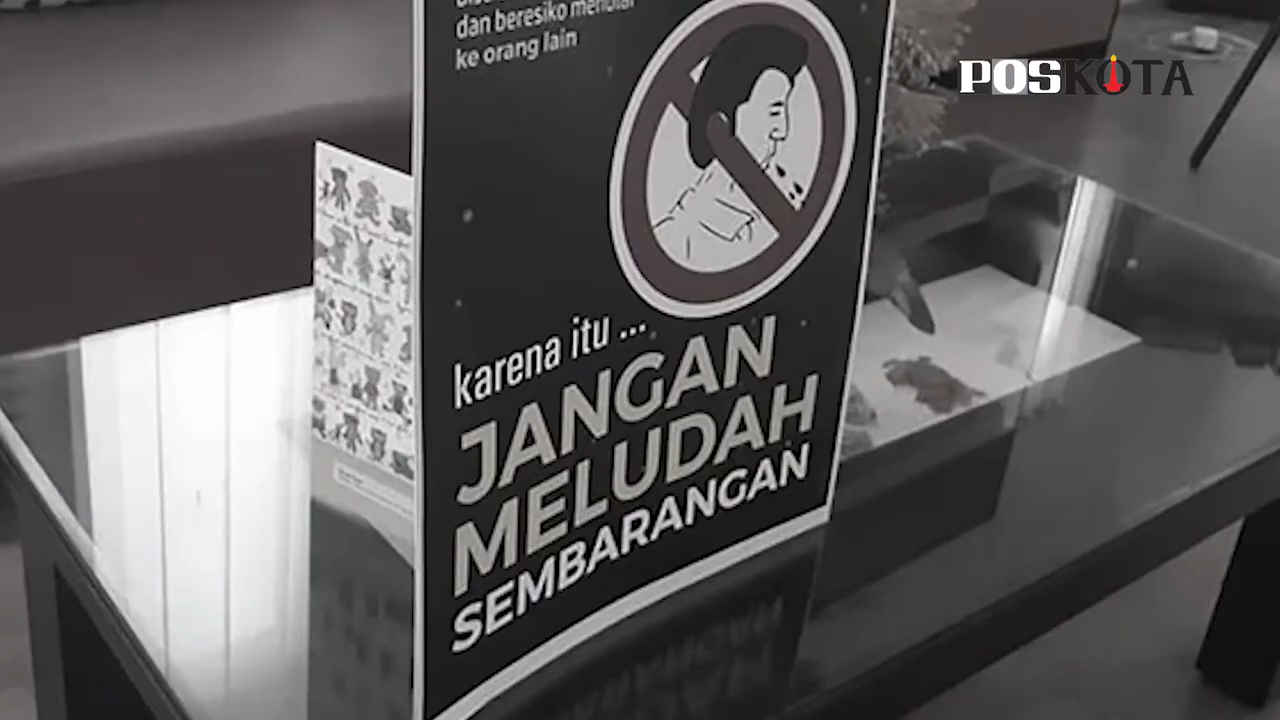 dan beresiko menular
ke orang lain
POSKOTA
karena itu ...
JANGAN
MELUDAH
SEMBARANGAN